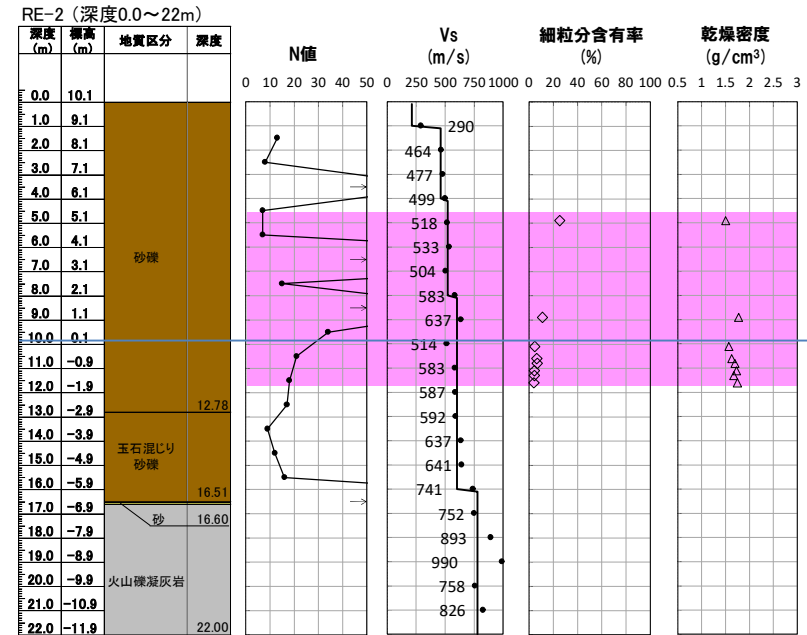 RE-2（深度0.0～22m）
深度 標高 地質区分 深度
(m) (m)
N値
Vs
(m/s)
細粒分含有率
(%)
乾燥密度
(g/cm³)
0 10 20 30 40 50
0 250 500 750 1000
0 20 40 60 80 100
0.5 1 1.5 2 2.5 3
0.0 10.1
1.0 9.1
2.0 8.1
3.0 7.1
4.0 6.1
5.0 5.1
6.0 4.1
7.0 3.1
8.0 2.1
9.0 1.1
10.0 0.1
11.0 -0.9
12.0 -1.9
13.0 -2.9
14.0 -3.9
15.0 -4.9
16.0 -5.9
17.0 -6.9
18.0 -7.9
19.0 -8.9
20.0 -9.9
21.0 -10.9
22.0 -11.9
砂礫
12.78
玉石混じり
砂礫
16.51
砂 16.60
火山礫凝灰岩
22.00
290
464
477
499
518
533
504
583
637
514
583
587
592
637
641
741
752
893
990
758
826